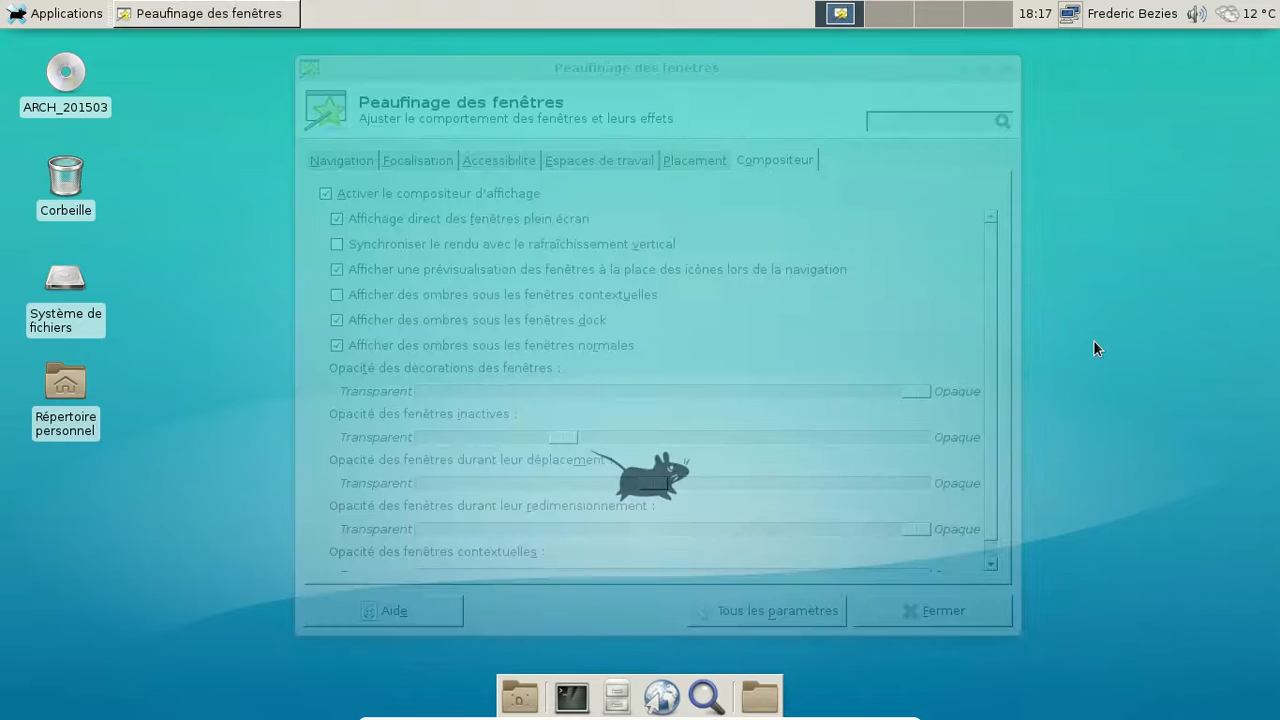 Applications
Peaufinage des fenêtres
18:17
Frederic Bezies
12 °C
ARCH_201503
Corbeille
Système de
fichiers
Répertoire
personnel
Peaufinage des fenêtres
Peaufinage des fenêtres
Ajuster le comportement des fenêtres et leurs effets
Navigation
Focalisation
Accessibilité
Espaces de travail
Placement
Compositeur
Activer le compositeur d'affichage
Affichage direct des fenêtres plein écran
Synchroniser le rendu avec le rafraîchissement vertical
Afficher une prévisualisation des fenêtres à la place des icônes lors de la navigation
Afficher des ombres sous les fenêtres contextuelles
Afficher des ombres sous les fenêtres dock
Afficher des ombres sous les fenêtres normales
Opacité des décorations des fenêtres :
Transparent Opaque
Opacité des fenêtres inactives :
Transparent Opaque
Opacité des fenêtres durant leur déplacement :
Transparent Opaque
Opacité des fenêtres durant leur redimensionnement :
Transparent Opaque
Opacité des fenêtres contextuelles :
Aide
Tous les paramètres
Fermer